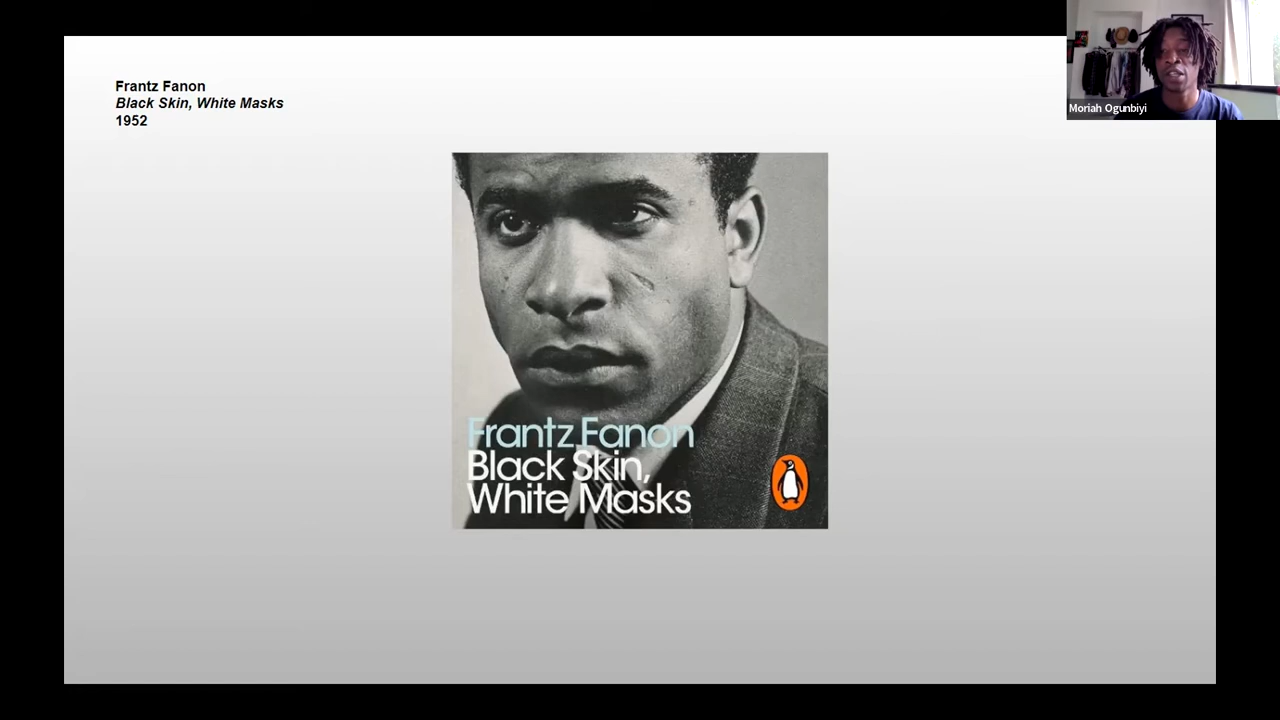 Frantz Fanon
Black Skin, White Masks
1952
Moriah Ogunbiyi
Frantz Fanon
Black Skin,
White Masks